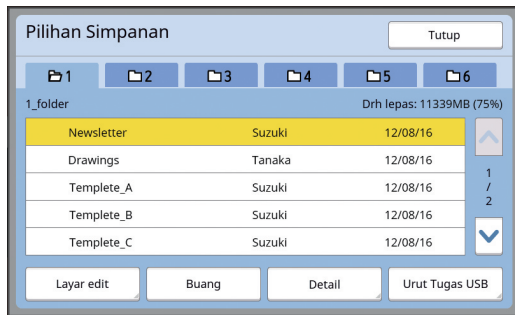 Pilihan Simpanan
Tutup
1 2 3 4 5 6
1_folder Drh lepas: 11339MB (75%)
Newsletter Suzuki 12/08/16
Drawings Tanaka 12/08/16
Templete_A Suzuki 12/08/16
Templete_B Suzuki 12/08/16
Templete_C Suzuki 12/08/16
1
/
2
Layar edit Buang Detail Urut Tugas USB